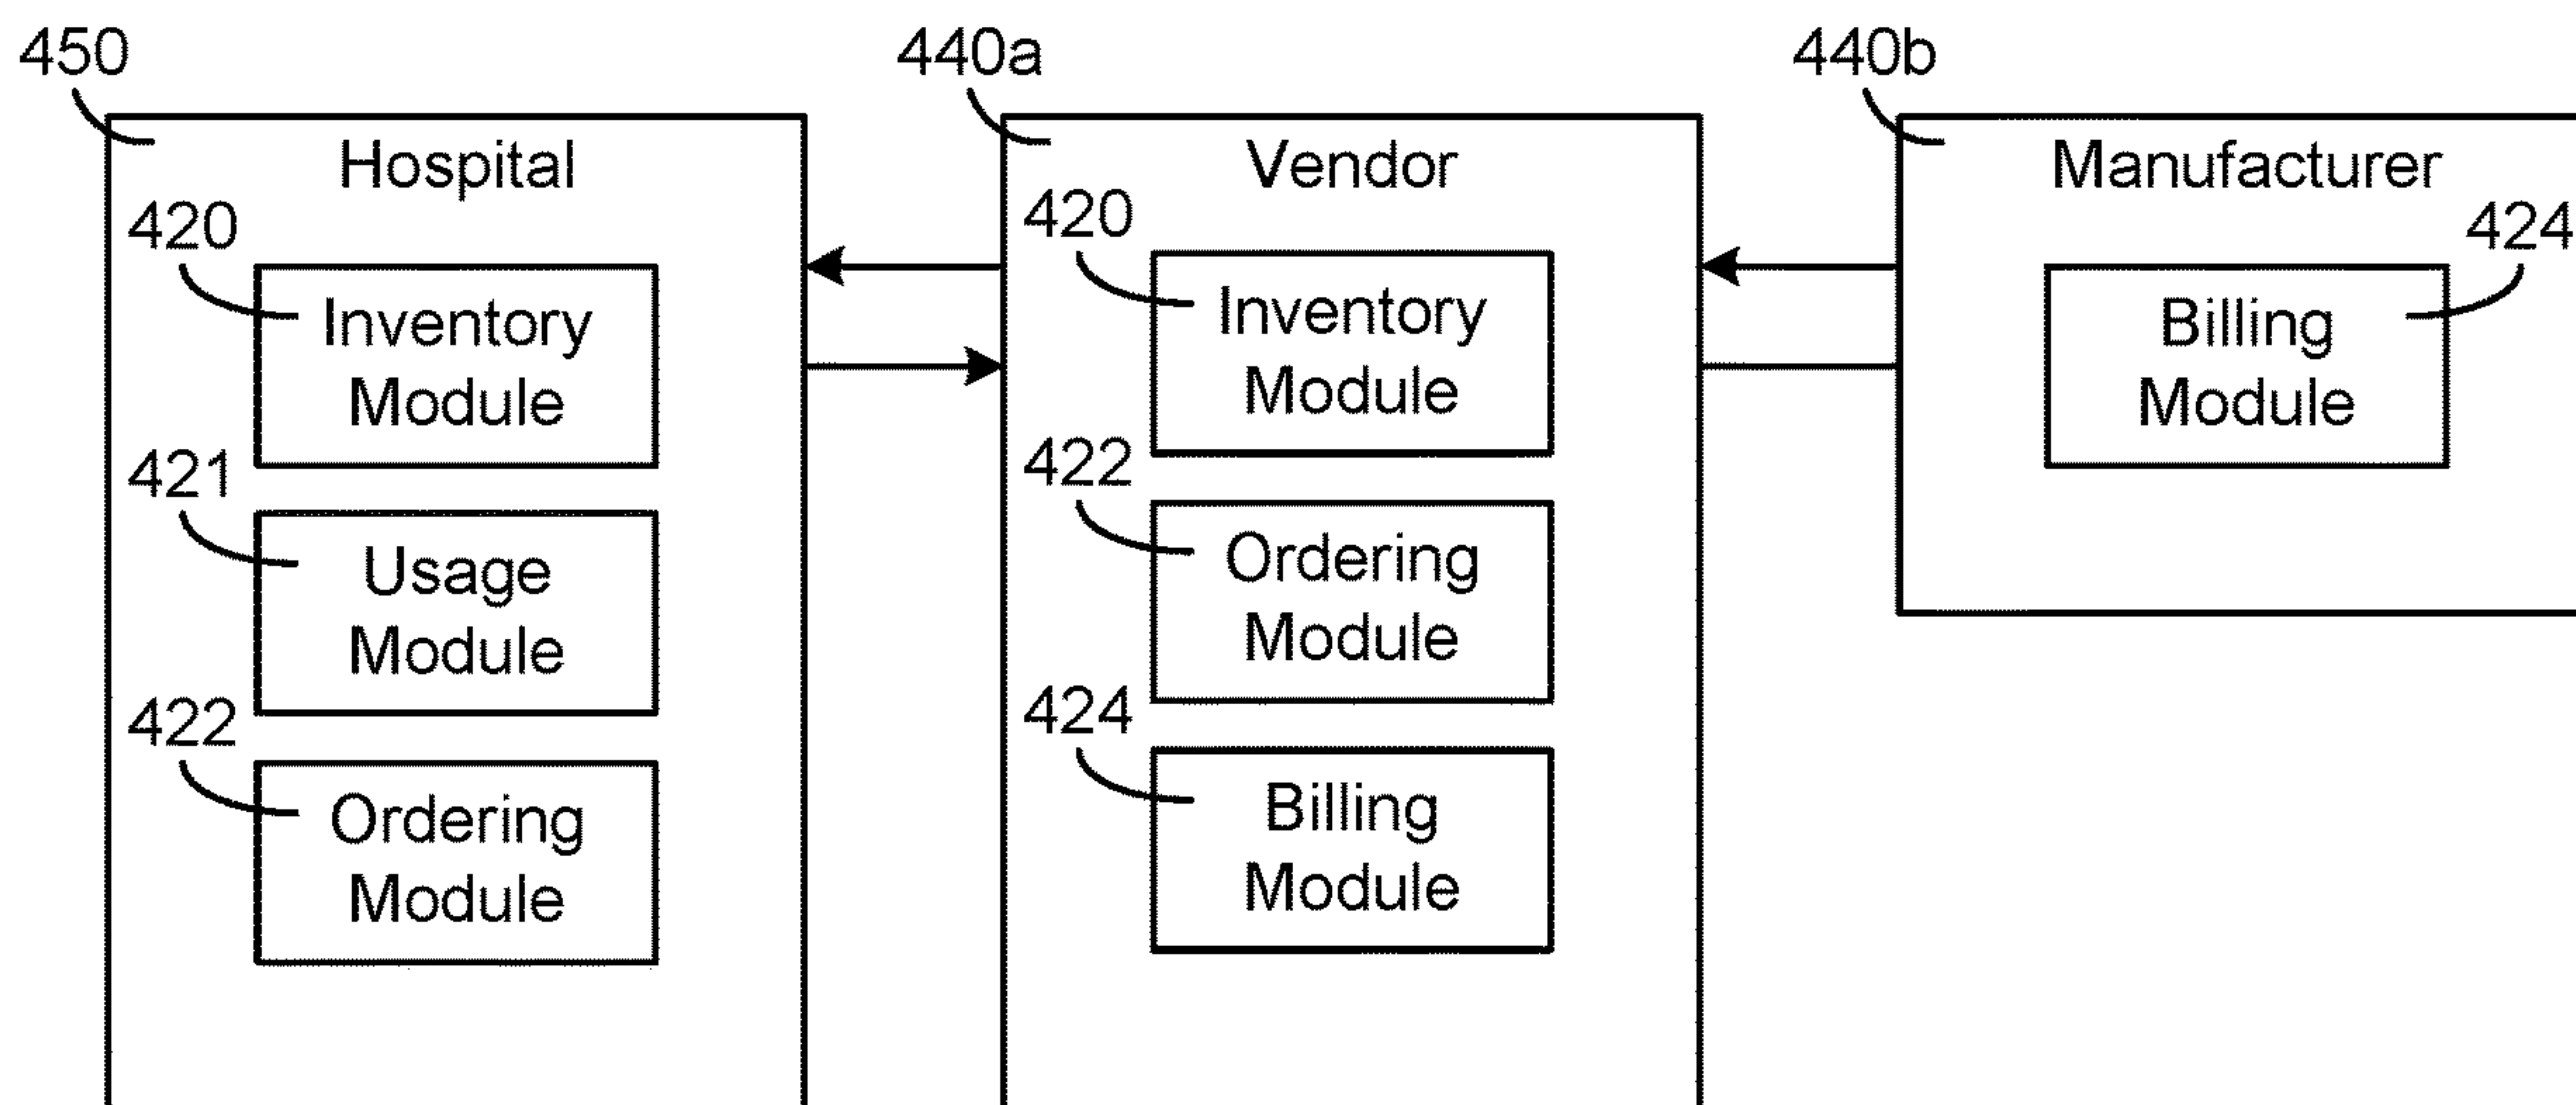 450
Hospital
420
Inventory
Module
421
Usage
Module
422
Ordering
Module
440a
Vendor
420
Inventory
Module
422
Ordering
Module
424
Billing
Module
440b
Manufacturer
424
Billing
Module